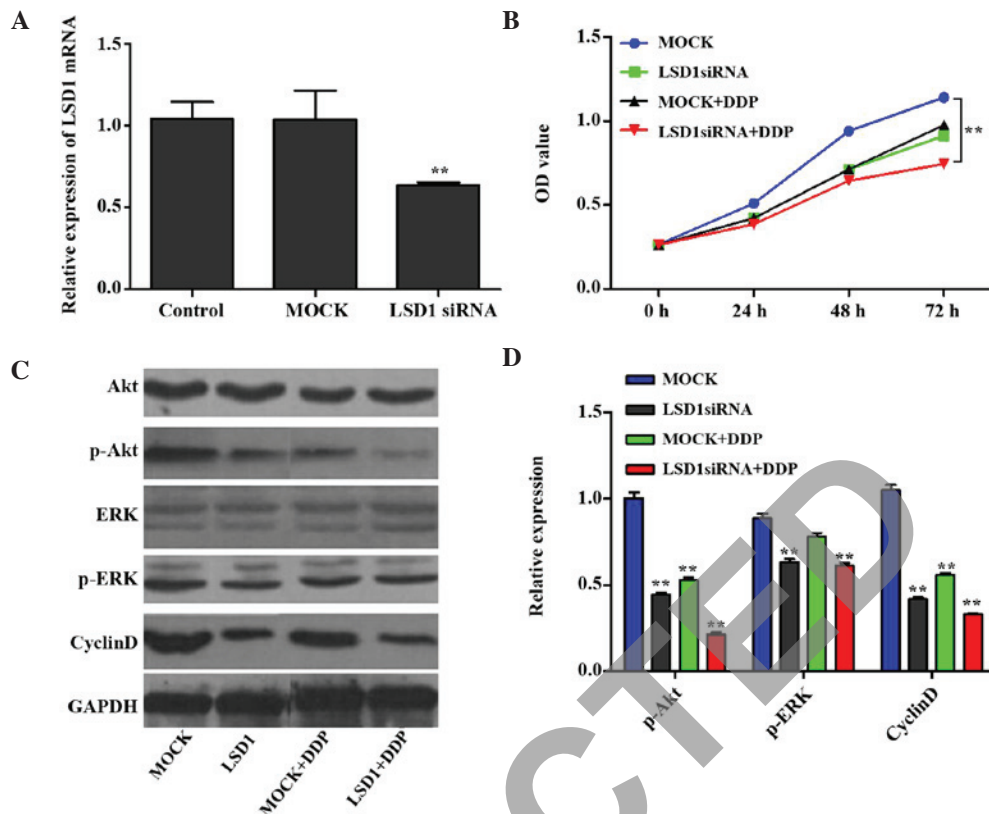 A
Relative expression of LSD1 mRNA
1.5
1.0
0.5
0.0
**
Control MOCK LSD1 siRNA
B
OD value
1.5
1.0
0.5
0.0
MOCK
LSD1siRNA
MOCK+DDP
LSD1siRNA+DDP
**
0 h 24 h 48 h 72 h
C
Akt
p-Akt
ERK
p-ERK
CyclinD
GAPDH
MOCK LSD1 MOCK+DDP LSD1+DDP
D
MOCK
LSD1siRNA
MOCK+DDP
LSD1siRNA+DDP
Relative expression
1.5
1.0
0.5
0.0
** ** ** ** ** ** ** **
p-Akt p-ERK CyclinD
CTED